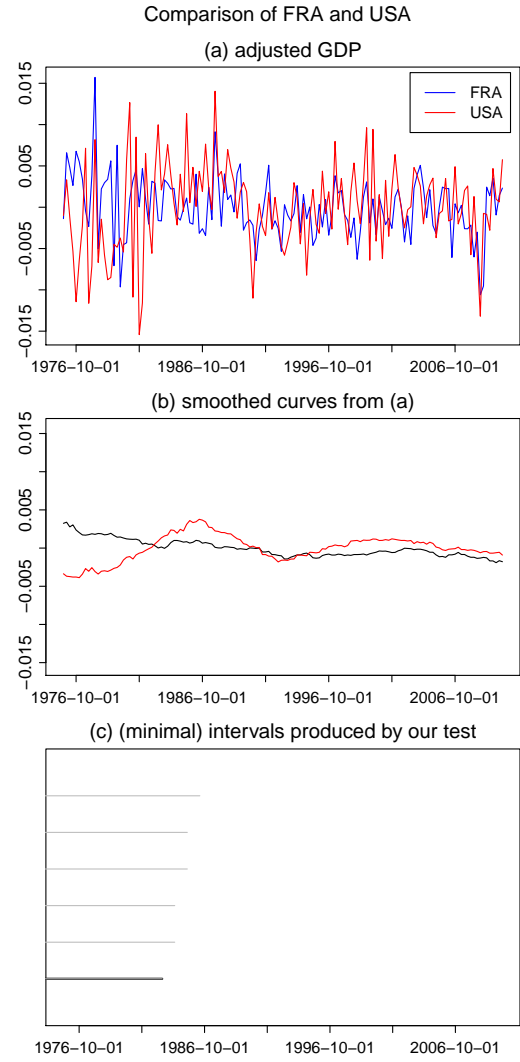 Comparison of FRA and USA
(a) adjusted GDP
FRA
USA
0.015
0.005
−0.005
−0.015
1976−10−01 1986−10−01 1996−10−01 2006−10−01
(b) smoothed curves from (a)
0.015
0.005
−0.005
−0.015
1976−10−01 1986−10−01 1996−10−01 2006−10−01
(c) (minimal) intervals produced by our test
1976−10−01 1986−10−01 1996−10−01 2006−10−01